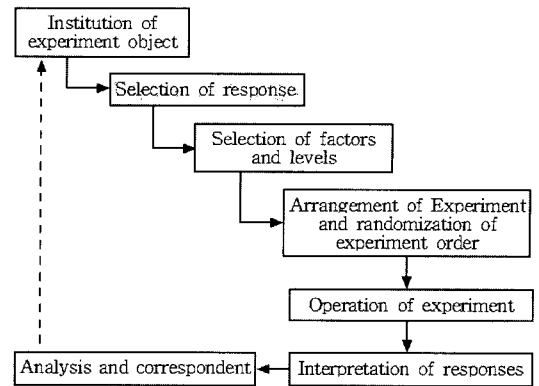 Institution of
experiment object
Selection of response
Selection of factors
and levels
Arrangement of Experiment
and randomization of
experiment order
Operation of experiment
Interpretation of responses
Analysis and correspondent